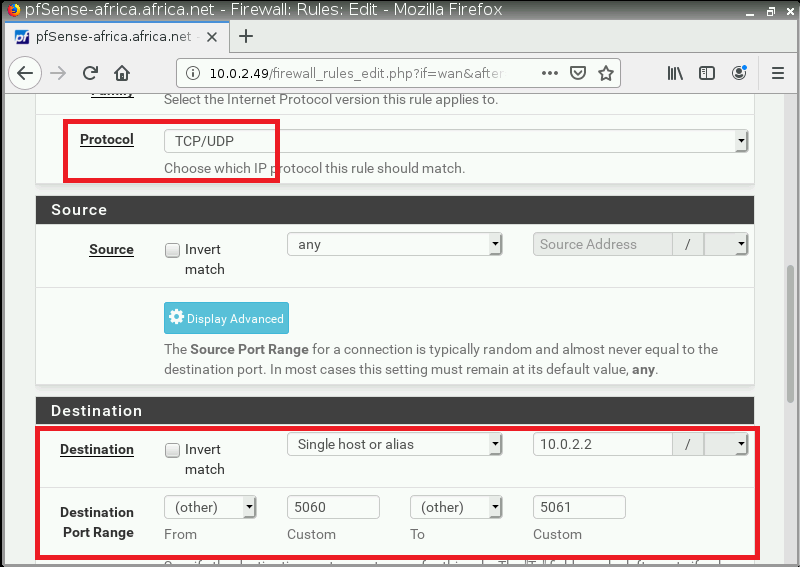 pfSense-africa.africa.net - Firewall: Rules: Edit - Mozilla Firefox
pfSense-africa.africa.net -
10.0.2.49/firewall_rules_edit.php?if=wan&after
Family
Select the Internet Protocol version this rule applies to.
Protocol
TCP/UDP
Choose which IP protocol this rule should match.
Source
Source
Invert match
any
Source Address
/
Display Advanced
The Source Port Range for a connection is typically random and almost never equal to the
destination port. In most cases this setting must remain at its default value, any.
Destination
Destination
Invert match
Single host or alias
10.0.2.2
/
Destination Port Range
(other)
5060
(other)
5061
From
Custom
To
Custom